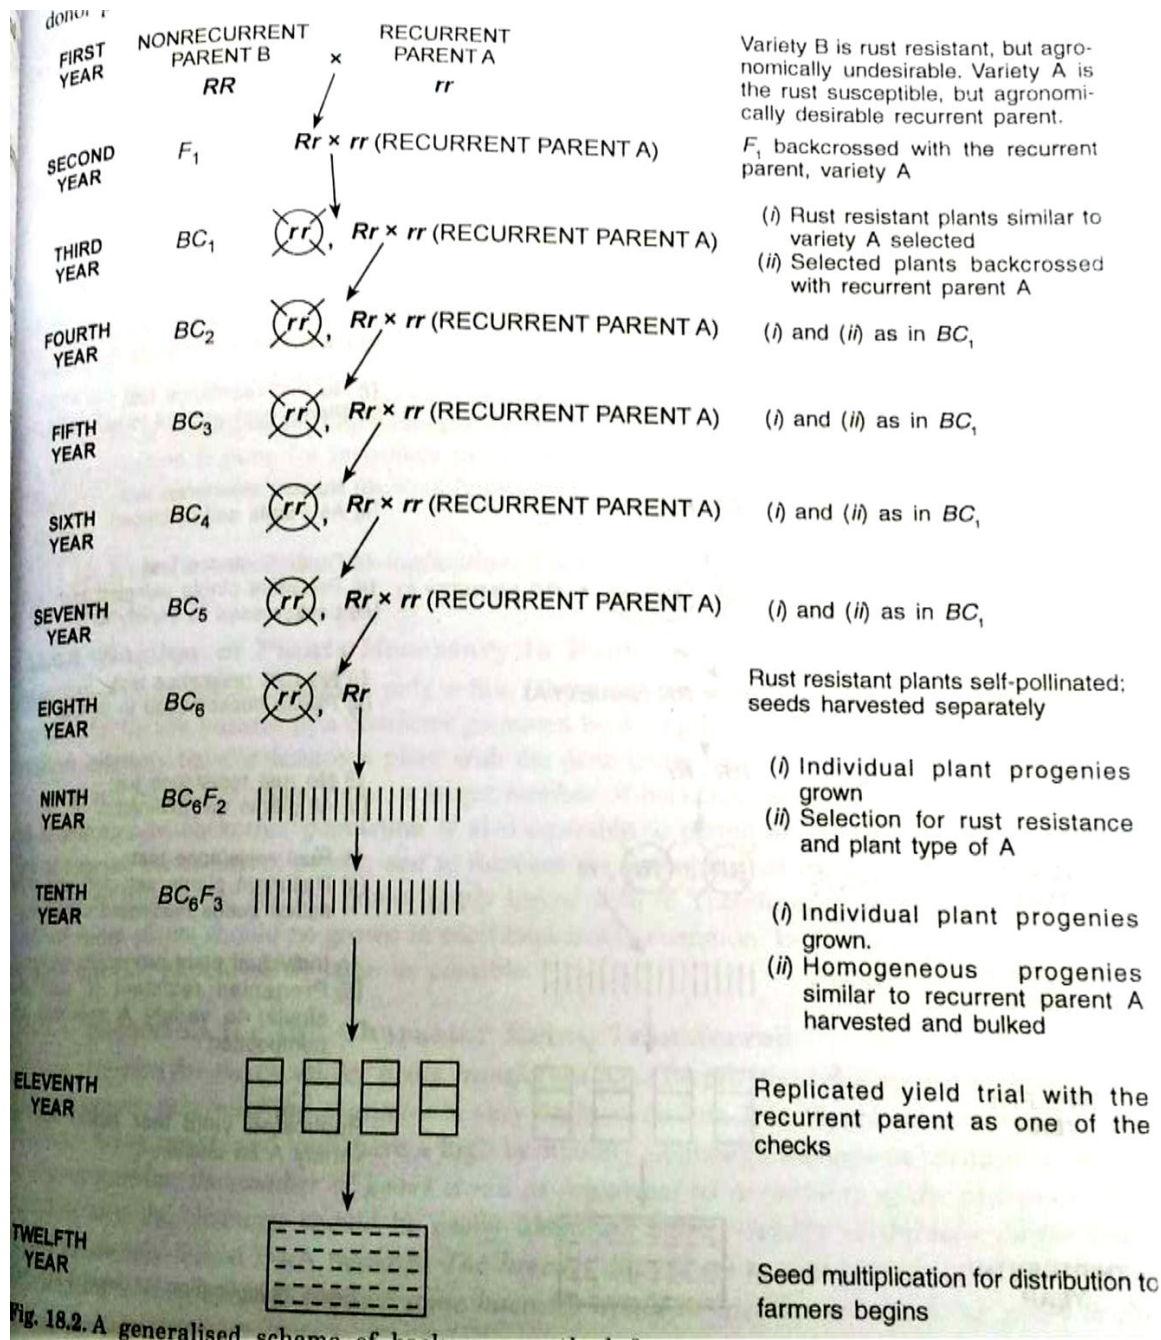 donor
FIRST
YEAR
NONRECURRENT
PARENT B
RR
×
RECURRENT
PARENT A
rr
Variety B is rust resistant, but agro-
nomically undesirable. Variety A is
the rust susceptible, but agronomi-
cally desirable recurrent parent.
SECOND
YEAR
F₁
Rr × rr (RECURRENT PARENT A)
F₁ backcrossed with the recurrent
parent, variety A
THIRD
YEAR
BC₁
rr, Rr × rr (RECURRENT PARENT A)
(i) Rust resistant plants similar to
variety A selected
(ii) Selected plants backcrossed
with recurrent parent A
FOURTH
YEAR
BC₂
rr, Rr × rr (RECURRENT PARENT A)
(i) and (ii) as in BC₁
FIFTH
YEAR
BC₃
rr, Rr × rr (RECURRENT PARENT A)
(i) and (ii) as in BC₁
SIXTH
YEAR
BC₄
rr, Rr × rr (RECURRENT PARENT A)
(i) and (ii) as in BC₁
SEVENTH
YEAR
BC₅
rr, Rr × rr (RECURRENT PARENT A)
(i) and (ii) as in BC₁
EIGHTH
YEAR
BC₆
rr, Rr
Rust resistant plants self-pollinated;
seeds harvested separately
NINTH
YEAR
BC₆F₂
(i) Individual plant progenies
grown
(ii) Selection for rust resistance
and plant type of A
TENTH
YEAR
BC₆F₃
(i) Individual plant progenies
grown.
(ii) Homogeneous progenies
similar to recurrent parent A
harvested and bulked
ELEVENTH
YEAR
Replicated yield trial with the
recurrent parent as one of the
checks
TWELFTH
YEAR
Seed multiplication for distribution to
farmers begins
Fig. 18.2. A generalised scheme of